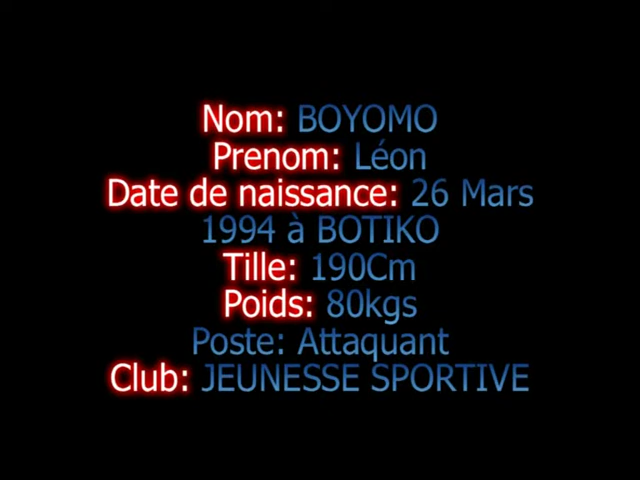 Nom: BOYOMO
Prenom: Léon
Date de naissance: 26 Mars
1994 à BOTIKO
Tille: 190Cm
Poids: 80kgs
Poste: Attaquant
Club: JEUNESSE SPORTIVE